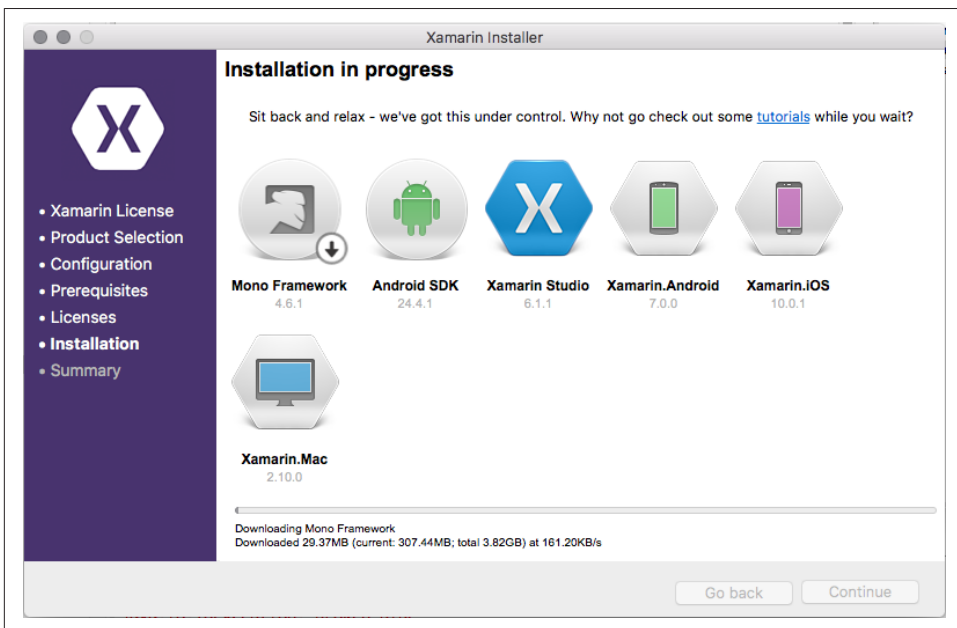 Xamarin Installer
Installation in progress
Sit back and relax - we've got this under control. Why not go check out some tutorials while you wait?
• Xamarin License
• Product Selection
• Configuration
• Prerequisites
• Licenses
• Installation
• Summary
Mono Framework
4.6.1
Android SDK
24.4.1
Xamarin Studio
6.1.1
Xamarin.Android
7.0.0
Xamarin.iOS
10.0.1
Xamarin.Mac
2.10.0
Downloading Mono Framework
Downloaded 29.37MB (current: 307.44MB; total 3.82GB) at 161.20KB/s
Go back
Continue